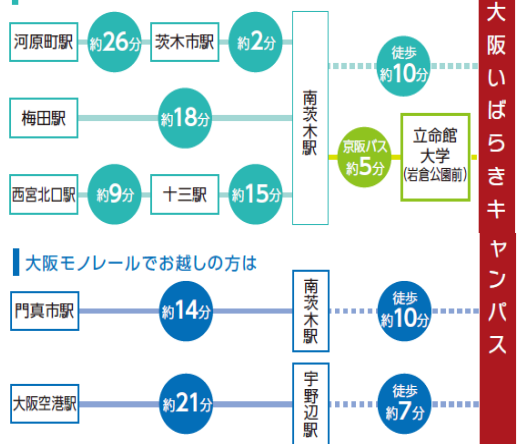 河原町駅 約26分 茨木市駅 約2分
梅田駅 約18分
西宮北口駅 約9分 十三駅 約15分
南茨木駅
徒歩
約10分
京阪バス
約5分
立命館
大学
(岩倉公園前)
大阪モノレールでお越しの方は
門真市駅 約14分 南茨木駅
徒歩
約10分
大阪空港駅 約21分 宇野辺駅
徒歩
約7分
大阪いばらきキャンパス